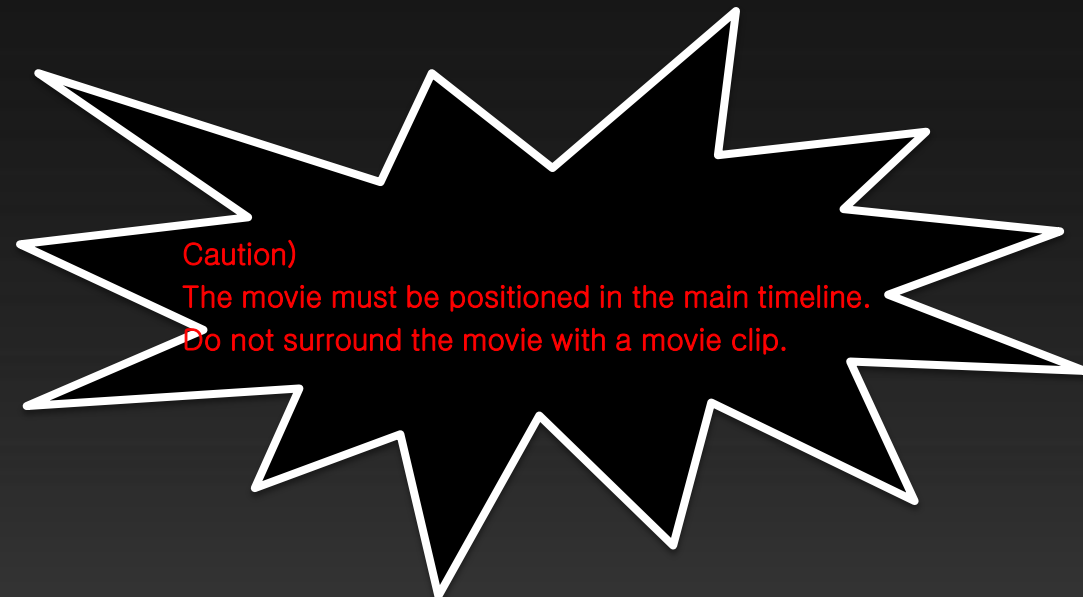 Caution)
The movie must be positioned in the main timeline.
Do not surround the movie with a movie clip.